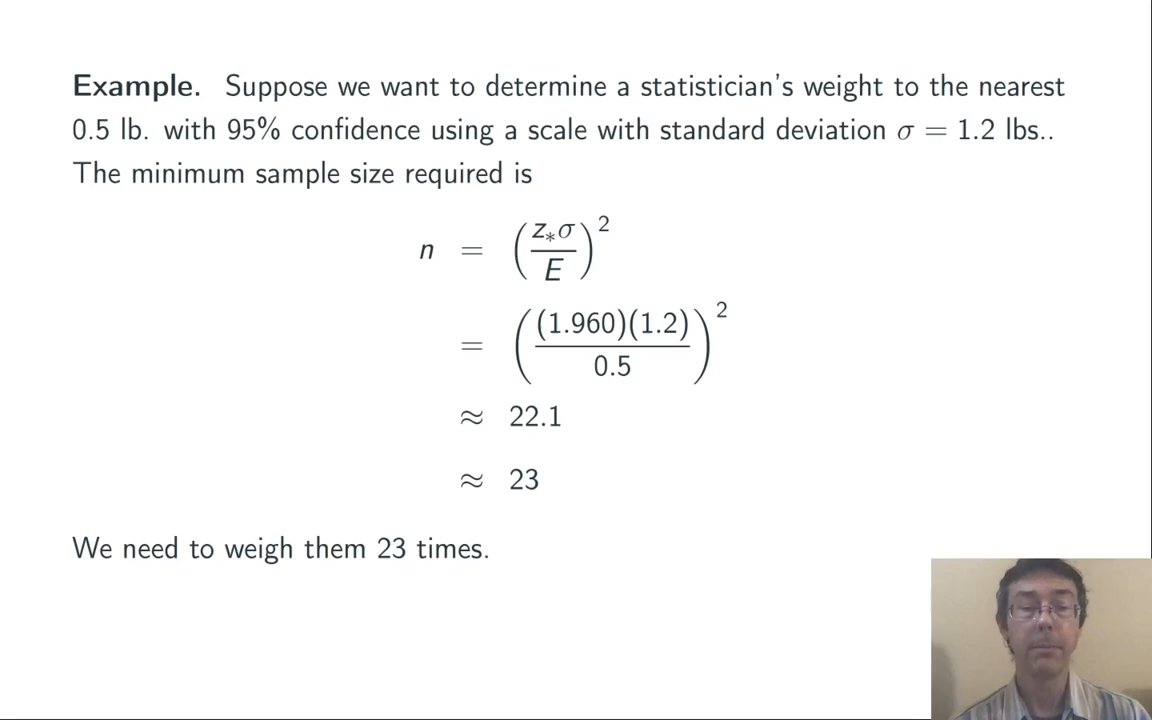 Example. Suppose we want to determine a statistician's weight to the nearest
0.5 lb. with 95% confidence using a scale with standard deviation σ = 1.2 lbs..
The minimum sample size required is
n = (z∗σ / E)²
= ((1.960)(1.2) / 0.5)²
≈ 22.1
≈ 23
We need to weigh them 23 times.